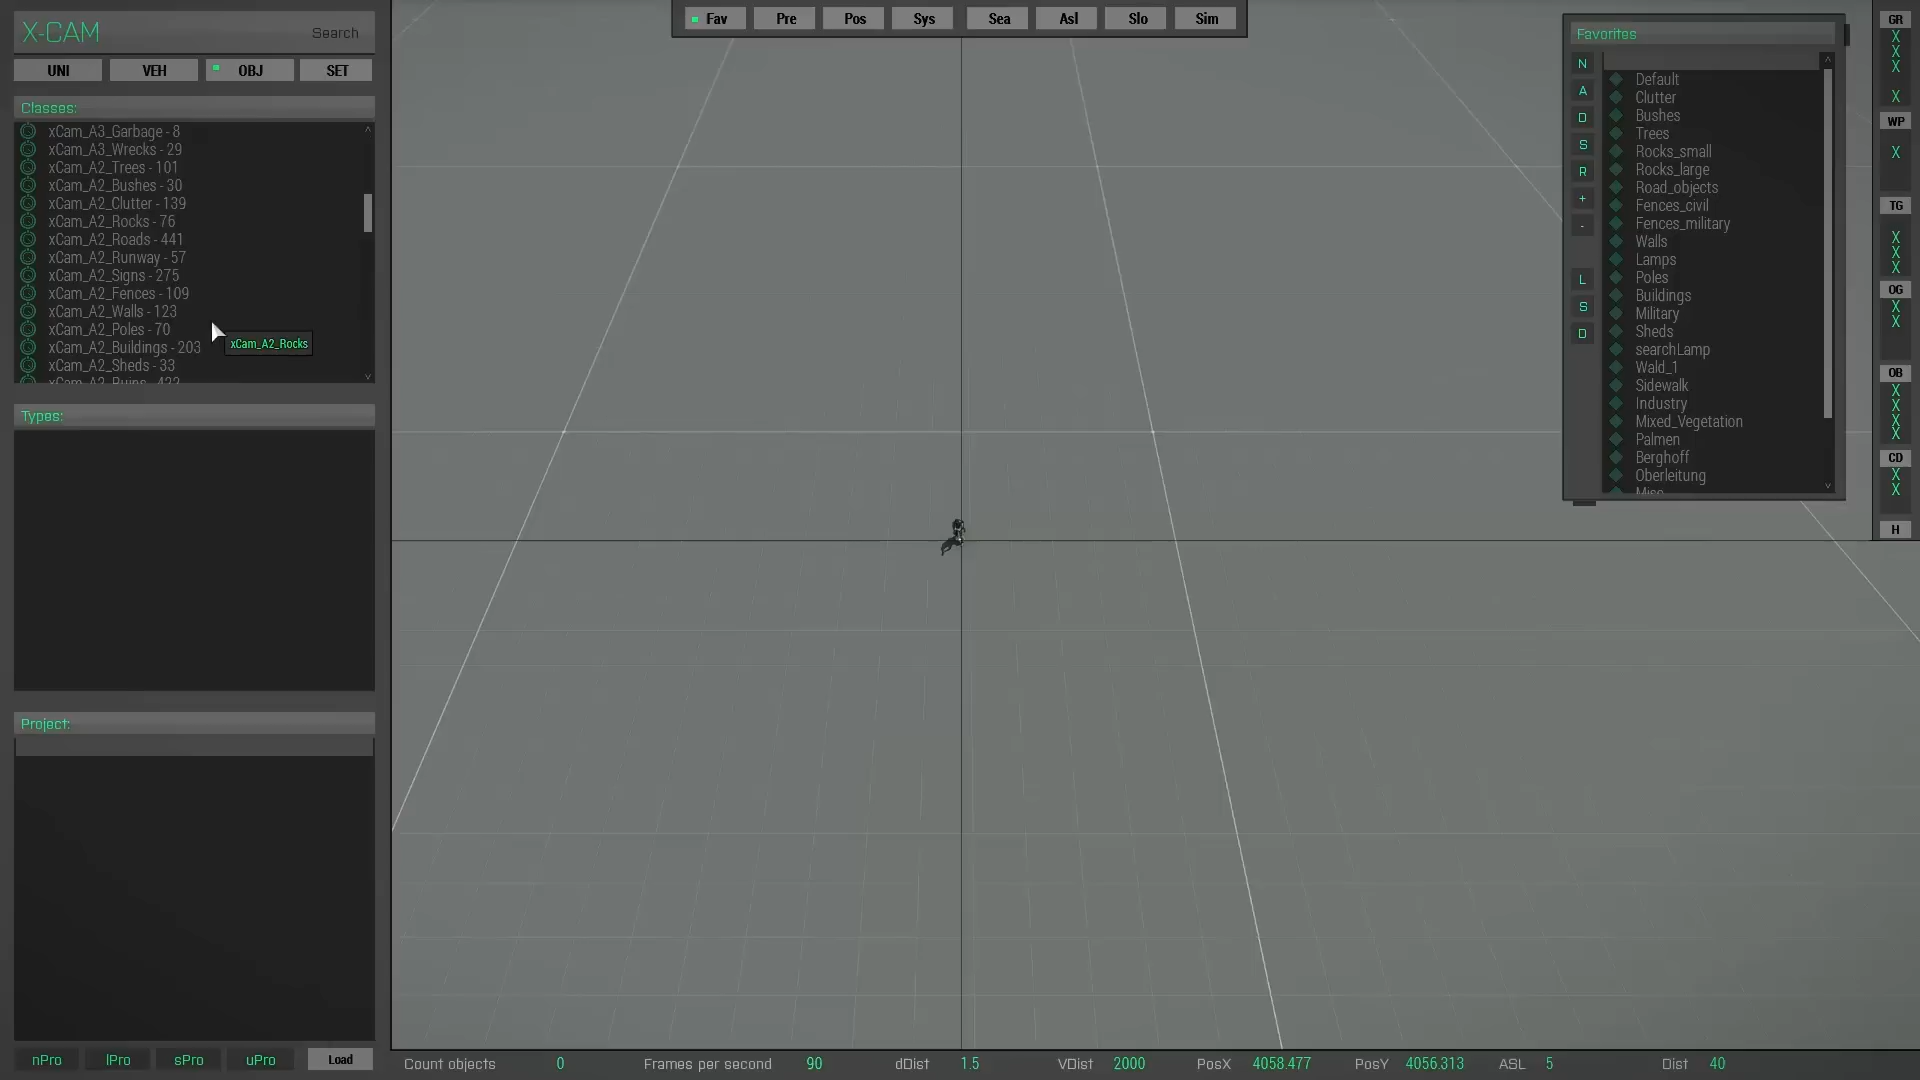 X-CAM
Search
UNI VEH OBJ SET
Classes:
xCam_A3_Garbage - 8
xCam_A3_Wrecks - 29
xCam_A2_Trees - 101
xCam_A2_Bushes - 30
xCam_A2_Clutter - 139
xCam_A2_Rocks - 76
xCam_A2_Roads - 441
xCam_A2_Runway - 57
xCam_A2_Signs - 275
xCam_A2_Fences - 109
xCam_A2_Walls - 123
xCam_A2_Poles - 70
xCam_A2_Buildings - 203
xCam_A2_Sheds - 33
xCam_A2_Ruins - 422
xCam_A2_Rocks
Types:
Project:
nPro lPro sPro uPro Load
Fav Pre Pos Sys Sea Asl Slo Sim
Favorites
N
A
D
S
R
+
-
L
S
D
Default
Clutter
Bushes
Trees
Rocks_small
Rocks_large
Road_objects
Fences_civil
Fences_military
Walls
Lamps
Poles
Buildings
Military
Sheds
searchLamp
Wald_1
Sidewalk
Industry
Mixed_Vegetation
Palmen
Berghoff
Oberleitung
Misc
GR
X
X
X
X
WP
X
TG
X
X
X
OG
X
X
OB
X
X
X
X
CD
X
X
H
Count objects 0 Frames per second 90 dDist 1.5 VDist 2000 PosX 4058.477 PosY 4056.313 ASL 5 Dist 40